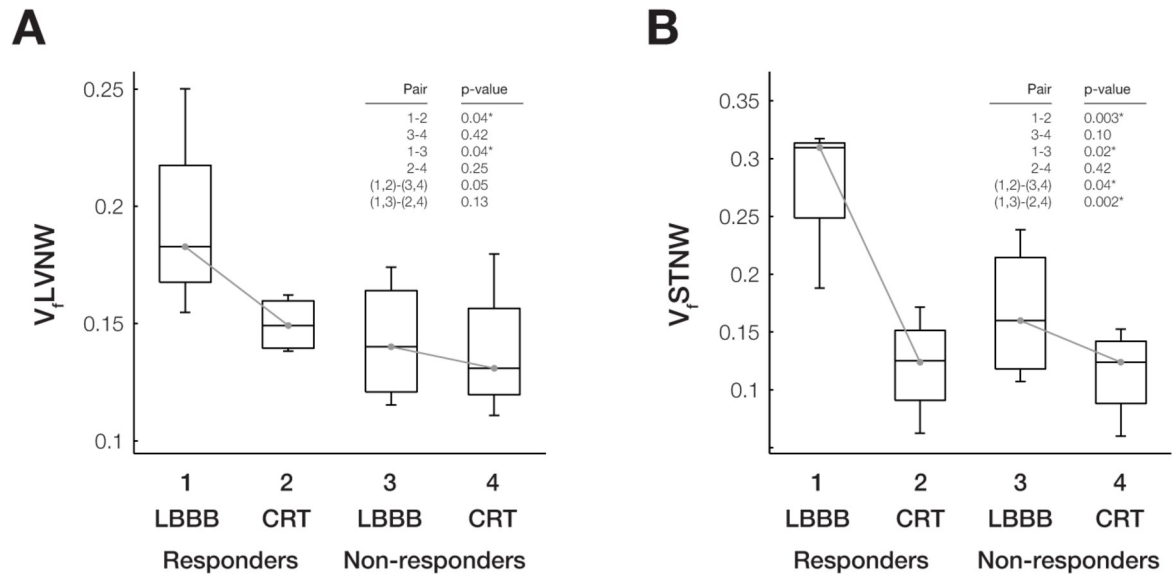 A
V_f LVNW
0.25
0.2
0.15
0.1
Pair p-value
1-2 0.04*
3-4 0.42
1-3 0.04*
2-4 0.25
(1,2)-(3,4) 0.05
(1,3)-(2,4) 0.13
1 2 3 4
LBBB CRT LBBB CRT
Responders Non-responders
B
V_f STNW
0.35
0.3
0.25
0.2
0.15
0.1
Pair p-value
1-2 0.003*
3-4 0.10
1-3 0.02*
2-4 0.42
(1,2)-(3,4) 0.04*
(1,3)-(2,4) 0.002*
1 2 3 4
LBBB CRT LBBB CRT
Responders Non-responders